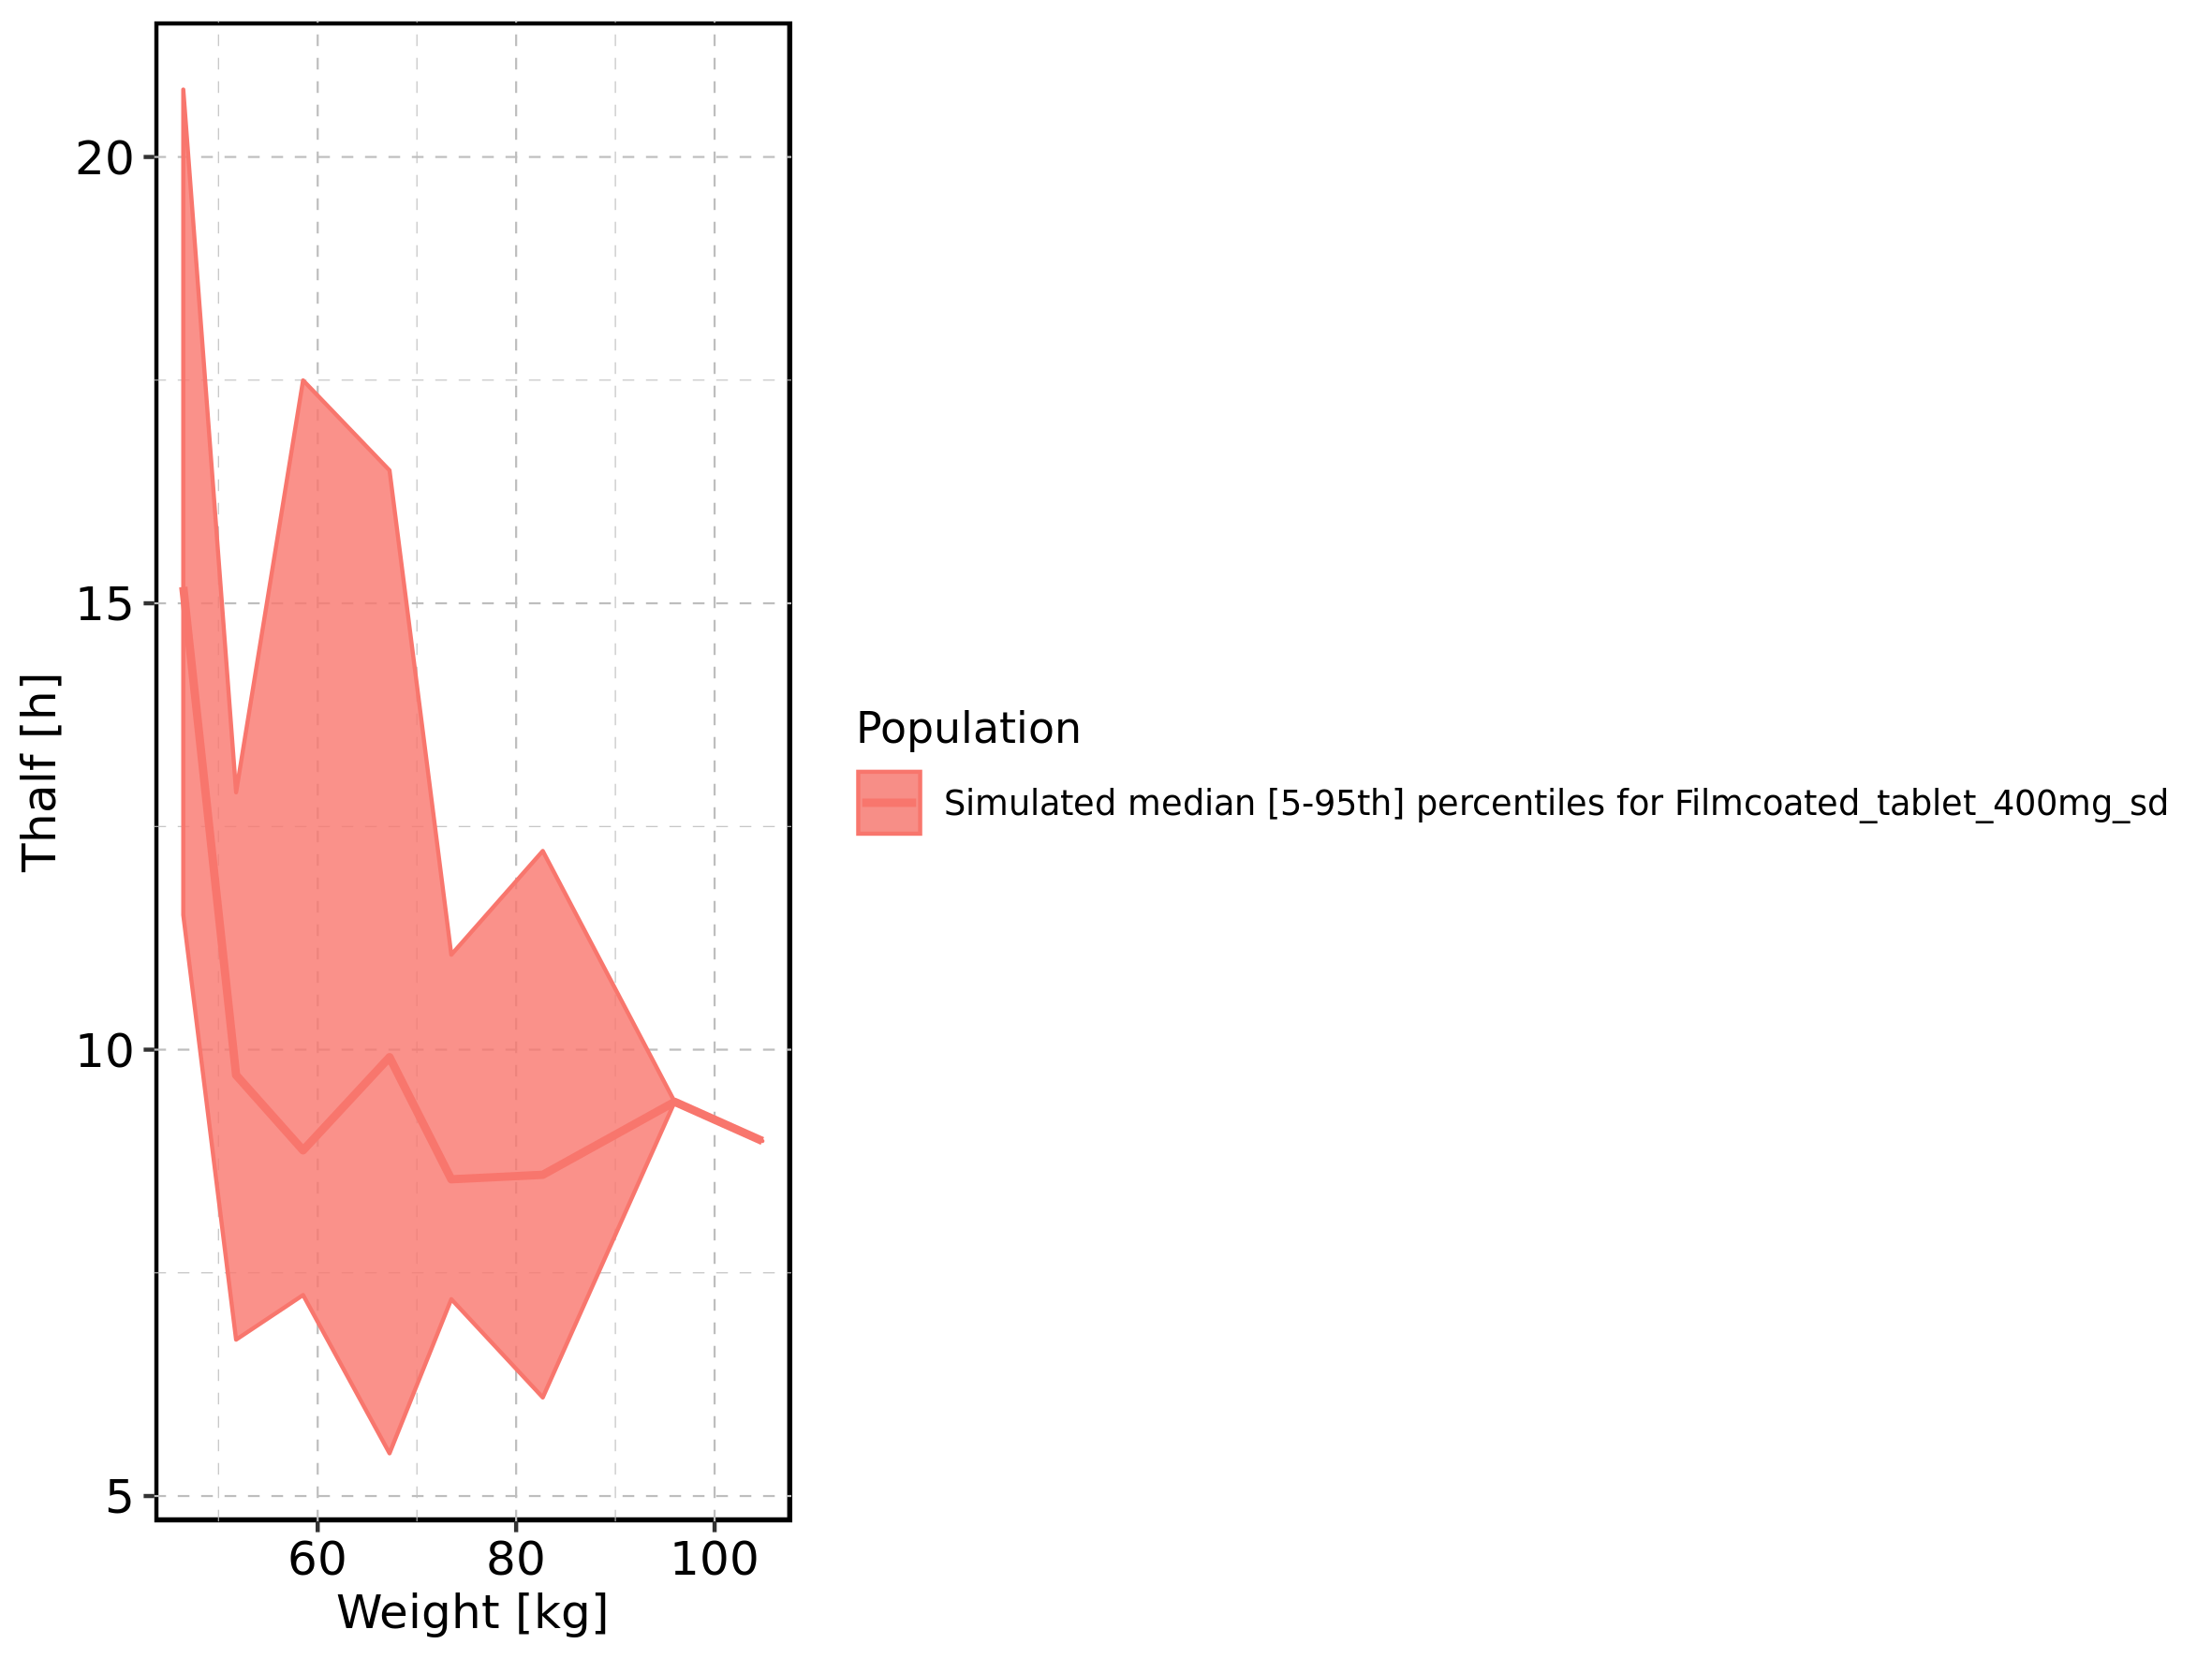 Thalf [h]
20
15
10
5
60 80 100
Weight [kg]
Population
Simulated median [5-95th] percentiles for Filmcoated_tablet_400mg_sd